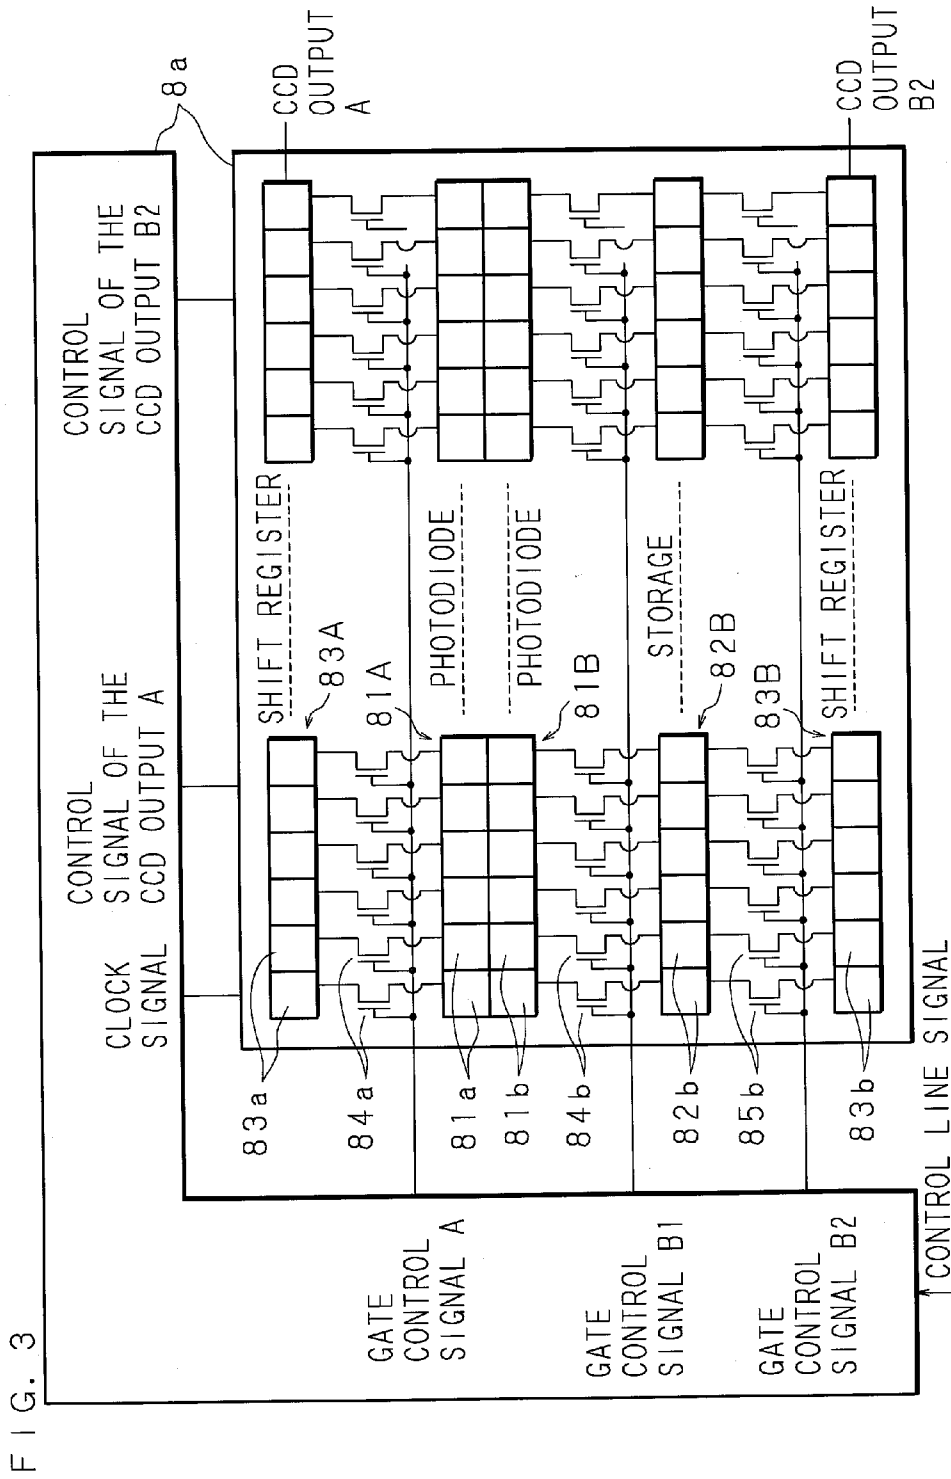 FIG. 3
CONTROL
SIGNAL OF THE
CCD OUTPUT B2
CONTROL
SIGNAL OF THE
CCD OUTPUT A
CLOCK
SIGNAL
8a
CCD
OUTPUT
A
CCD
OUTPUT
B2
SHIFT REGISTER
83A
PHOTODIODE
81A
PHOTODIODE
81B
STORAGE
82B
SHIFT REGISTER
83B
83a
84a
81a
81b
84b
82b
85b
83b
GATE
CONTROL
SIGNAL A
GATE
CONTROL
SIGNAL B1
GATE
CONTROL
SIGNAL B2
CONTROL LINE SIGNAL